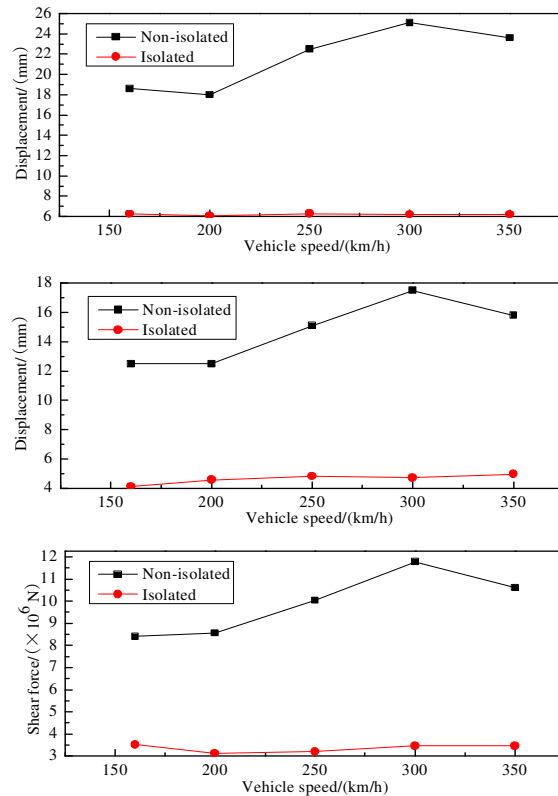 26
24
22
20
18
16
14
12
10
8
6
Displacement/(mm)
Non-isolated
Isolated
150 200 250 300 350
Vehicle speed/(km/h)
18
16
14
12
10
8
6
4
Displacement/(mm)
Non-isolated
Isolated
150 200 250 300 350
Vehicle speed/(km/h)
12
11
10
9
8
7
6
5
4
3
Shear force/(×10⁶ N)
Non-isolated
Isolated
150 200 250 300 350
Vehicle speed/(km/h)